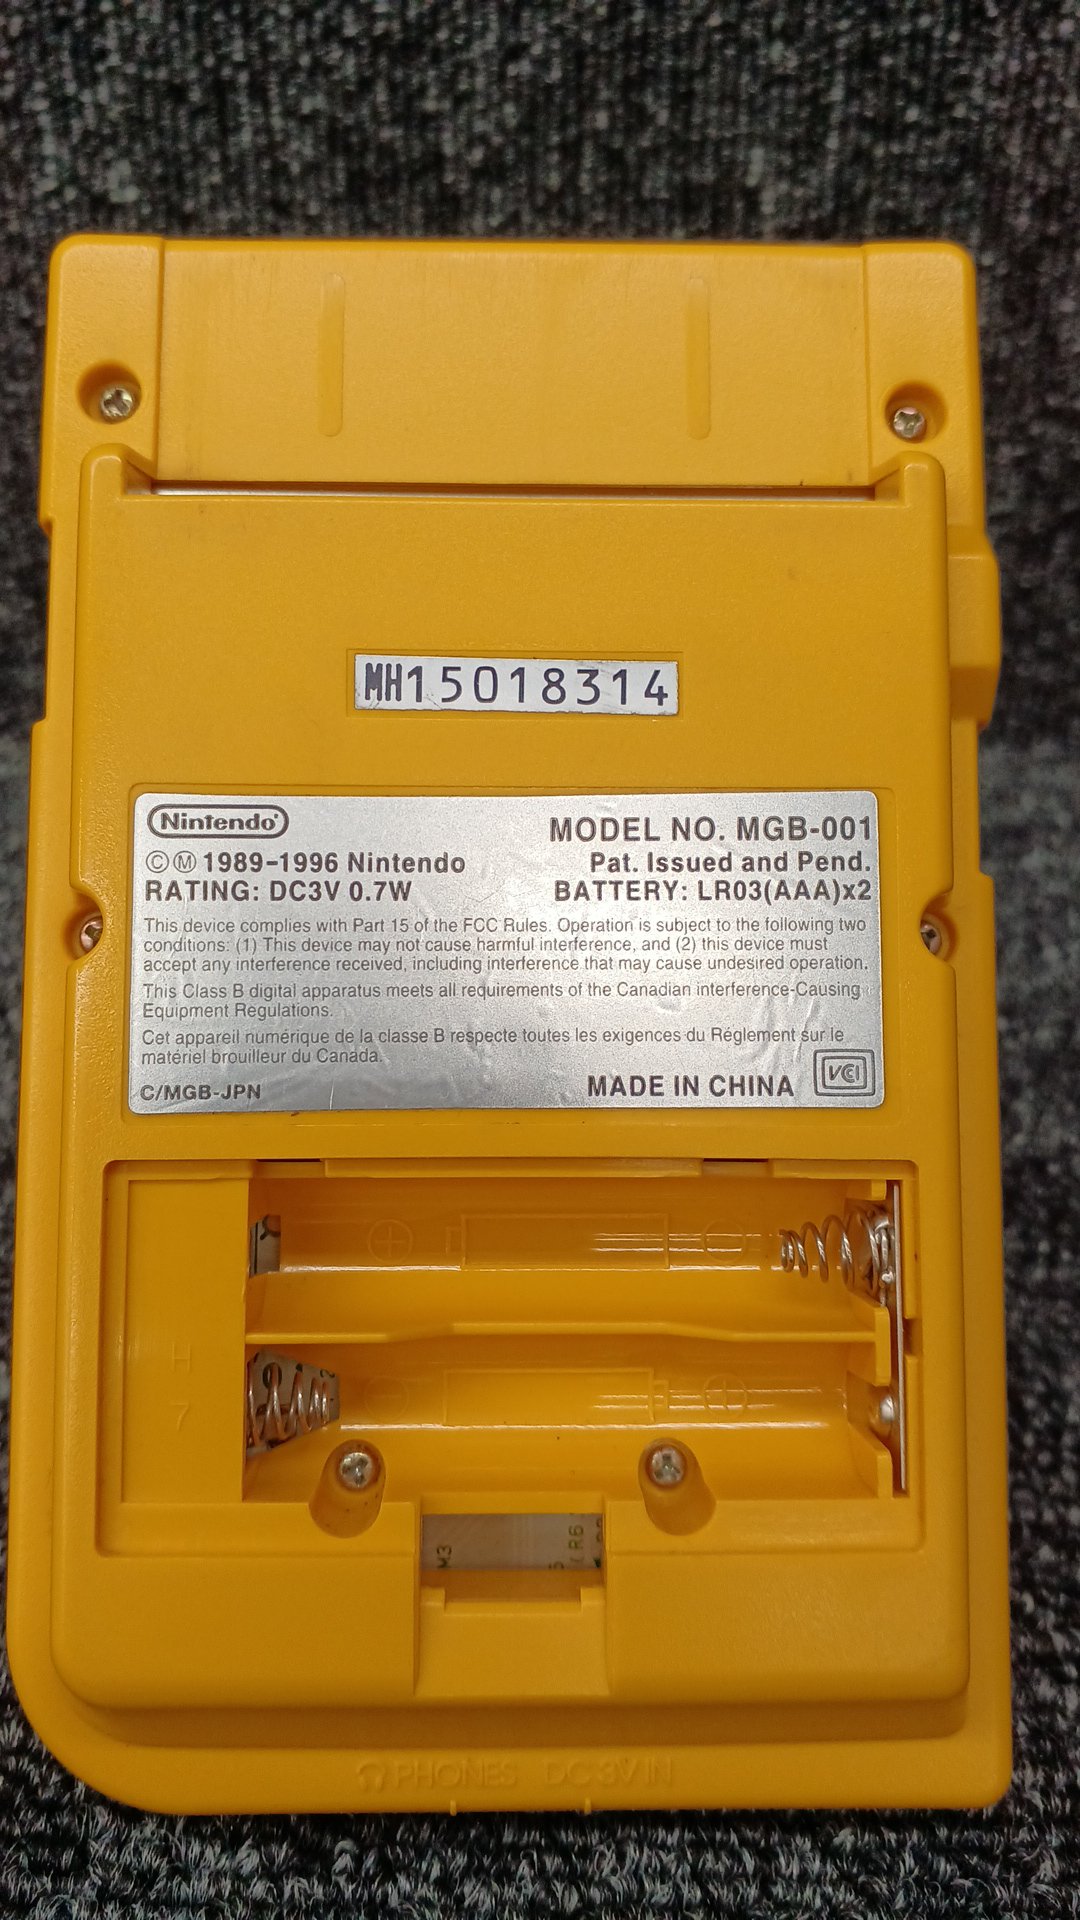 MH15018314
Nintendo®
MODEL NO. MGB-001
©Ⓜ 1989-1996 Nintendo
Pat. Issued and Pend.
RATING: DC3V 0.7W
BATTERY: LR03(AAA)x2
This device complies with Part 15 of the FCC Rules. Operation is subject to the following two
conditions: (1) This device may not cause harmful interference, and (2) this device must
accept any interference received, including interference that may cause undesired operation.
This Class B digital apparatus meets all requirements of the Canadian interference-Causing
Equipment Regulations.
Cet appareil numérique de la classe B respecte toutes les exigences du Réglement sur le
matériel brouilleur du Canada.
C/MGB-JPN
MADE IN CHINA
VCI
H
7
M3
R6
PHONES DC 3V IN